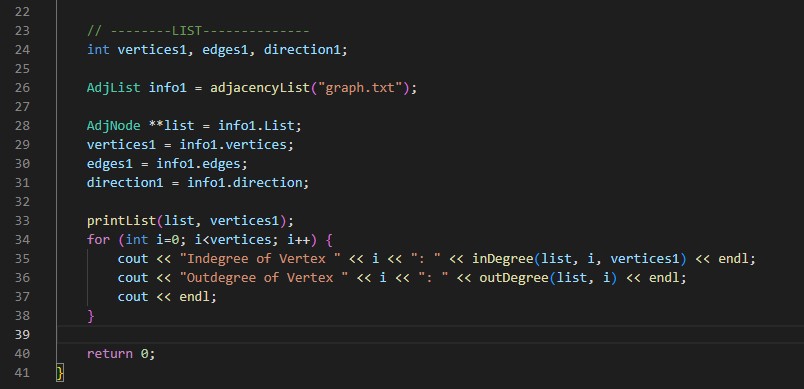 22
23 // --------LIST--------------
24 int vertices1, edges1, direction1;
25
26 AdjList info1 = adjacencyList("graph.txt");
27
28 AdjNode **list = info1.List;
29 vertices1 = info1.vertices;
30 edges1 = info1.edges;
31 direction1 = info1.direction;
32
33 printList(list, vertices1);
34 for (int i=0; i<vertices; i++) {
35 cout << "Indegree of Vertex " << i << ": " << inDegree(list, i, vertices1) << endl;
36 cout << "Outdegree of Vertex " << i << ": " << outDegree(list, i) << endl;
37 cout << endl;
38 }
39
40 return 0;
41 }